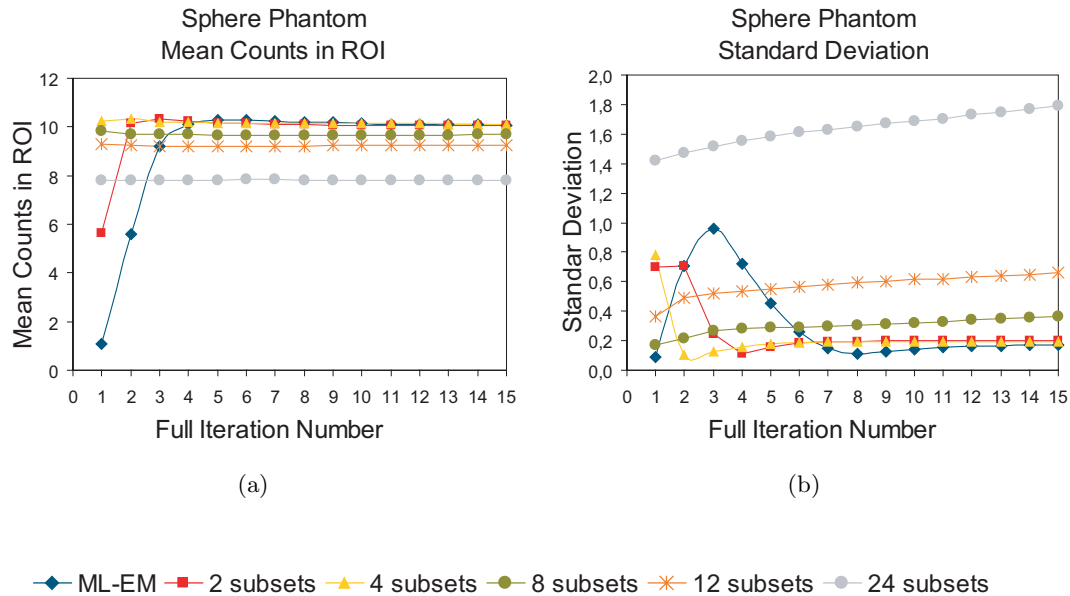 Sphere Phantom
Mean Counts in ROI
12
10
8
6
4
2
0
0 1 2 3 4 5 6 7 8 9 10 11 12 13 14 15
Mean Counts in ROI
Full Iteration Number
(a)
Sphere Phantom
Standard Deviation
2,0
1,8
1,6
1,4
1,2
1,0
0,8
0,6
0,4
0,2
0,0
0 1 2 3 4 5 6 7 8 9 10 11 12 13 14 15
Standar Deviation
Full Iteration Number
(b)
ML-EM 2 subsets 4 subsets 8 subsets 12 subsets 24 subsets